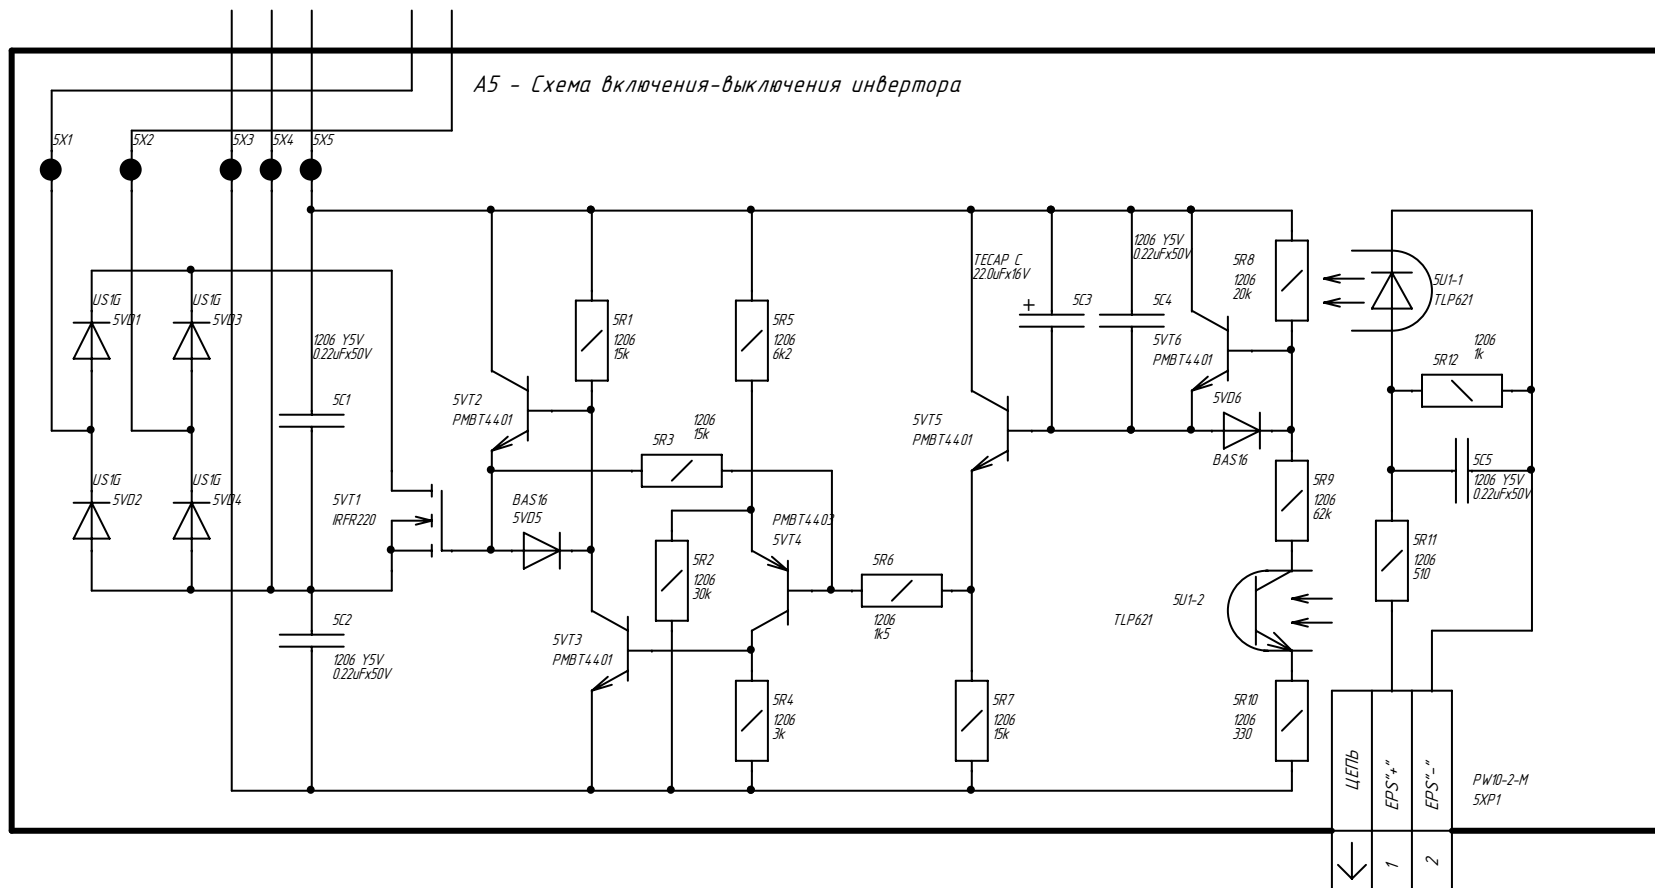 A5 - Схема включения-выключения инвертора
5X1
5X2
5X3
5X4
5X5
US1G
5VD1
US1G
5VD3
1206 Y5V
0.22uFx50V
5C1
US1G
5VD2
US1G
5VD4
5VT1
IRFR220
5C2
1206 Y5V
0.22uFx50V
5VT2
PMBT4401
BAS16
5VD5
5R1
1206
15k
5R3
1206
15k
5R5
1206
6k2
5R2
1206
30k
PMBT4403
5VT4
5VT3
PMBT4401
5R4
1206
3k
5R6
1206
1k5
5VT5
PMBT4401
5R7
1206
15k
TECAP C
22.0uFx16V
+
5C3
1206 Y5V
0.22uFx50V
5C4
5VT6
PMBT4401
5VD6
BAS16
5R8
1206
20k
5R9
1206
62k
5U1-2
TLP621
5R10
1206
330
5U1-1
TLP621
1206
1k
5R12
5C5
1206 Y5V
0.22uFx50V
5R11
1206
510
ЦЕПЬ
EPS"+"
EPS"-"
1
2
PW10-2-M
5XP1